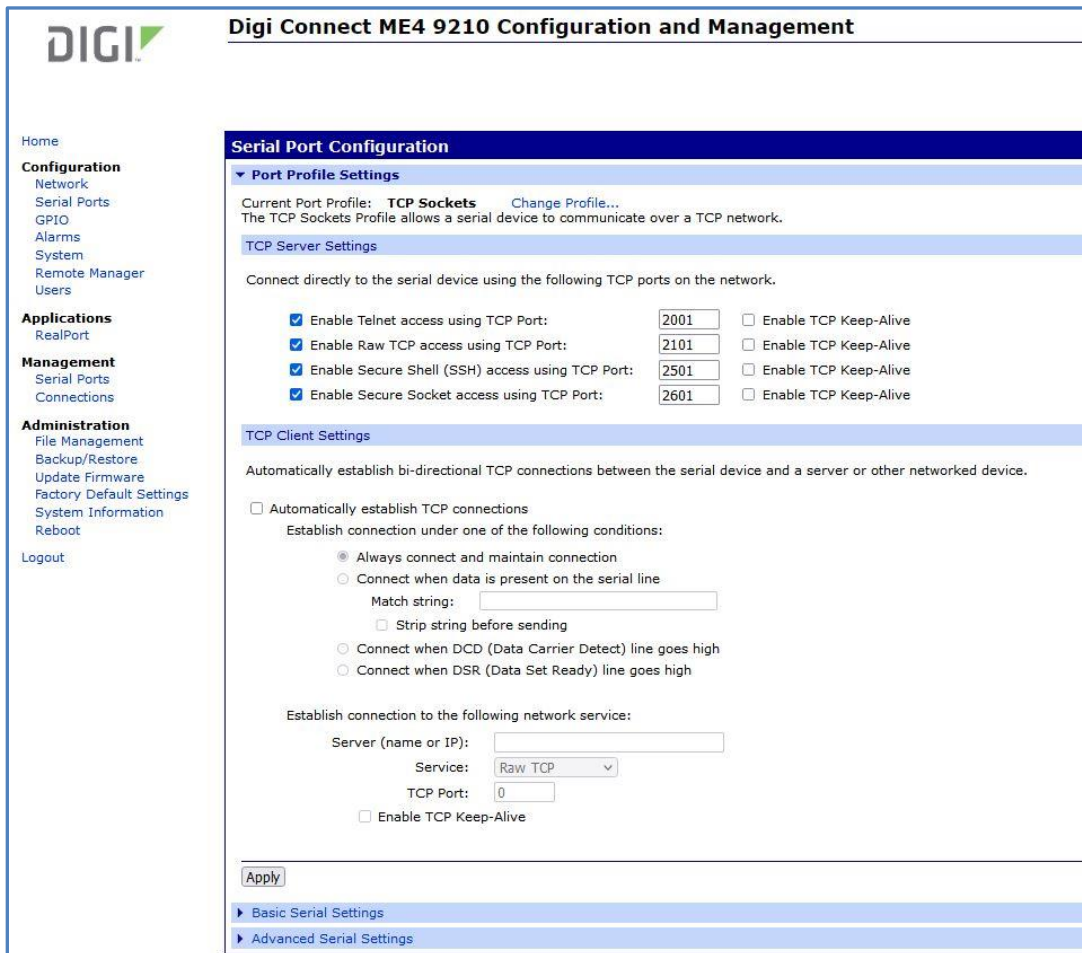 DIGI
Digi Connect ME4 9210 Configuration and Management
Home
Configuration
Network
Serial Ports
GPIO
Alarms
System
Remote Manager
Users
Applications
RealPort
Management
Serial Ports
Connections
Administration
File Management
Backup/Restore
Update Firmware
Factory Default Settings
System Information
Reboot
Logout
Serial Port Configuration
Port Profile Settings
Current Port Profile: TCP Sockets Change Profile...
The TCP Sockets Profile allows a serial device to communicate over a TCP network.
TCP Server Settings
Connect directly to the serial device using the following TCP ports on the network.
Enable Telnet access using TCP Port: 2001 Enable TCP Keep-Alive
Enable Raw TCP access using TCP Port: 2101 Enable TCP Keep-Alive
Enable Secure Shell (SSH) access using TCP Port: 2501 Enable TCP Keep-Alive
Enable Secure Socket access using TCP Port: 2601 Enable TCP Keep-Alive
TCP Client Settings
Automatically establish bi-directional TCP connections between the serial device and a server or other networked device.
Automatically establish TCP connections
Establish connection under one of the following conditions:
Always connect and maintain connection
Connect when data is present on the serial line
Match string:
Strip string before sending
Connect when DCD (Data Carrier Detect) line goes high
Connect when DSR (Data Set Ready) line goes high
Establish connection to the following network service:
Server (name or IP):
Service: Raw TCP
TCP Port: 0
Enable TCP Keep-Alive
Apply
Basic Serial Settings
Advanced Serial Settings